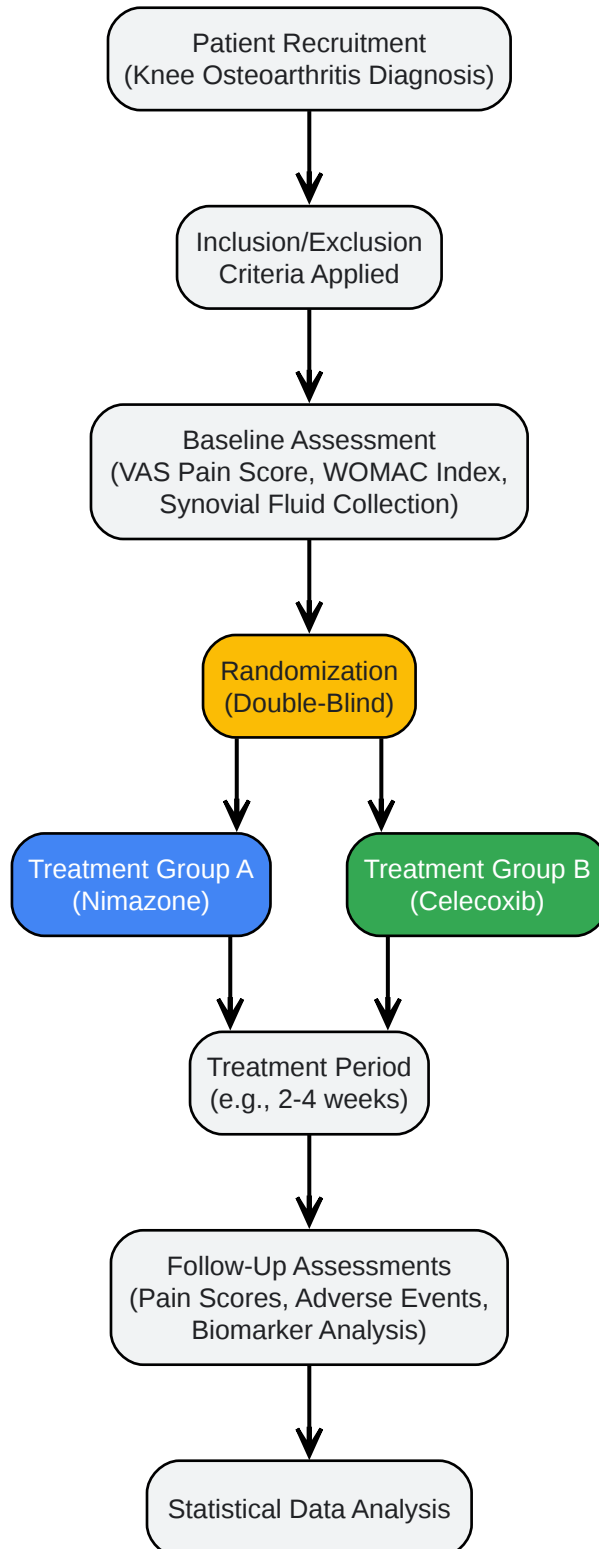 Patient Recruitment
(Knee Osteoarthritis Diagnosis)
Inclusion/Exclusion
Criteria Applied
Baseline Assessment
(VAS Pain Score, WOMAC Index,
Synovial Fluid Collection)
Randomization
(Double-Blind)
Treatment Group A
(Nimazone)
Treatment Group B
(Celecoxib)
Treatment Period
(e.g., 2-4 weeks)
Follow-Up Assessments
(Pain Scores, Adverse Events,
Biomarker Analysis)
Statistical Data Analysis